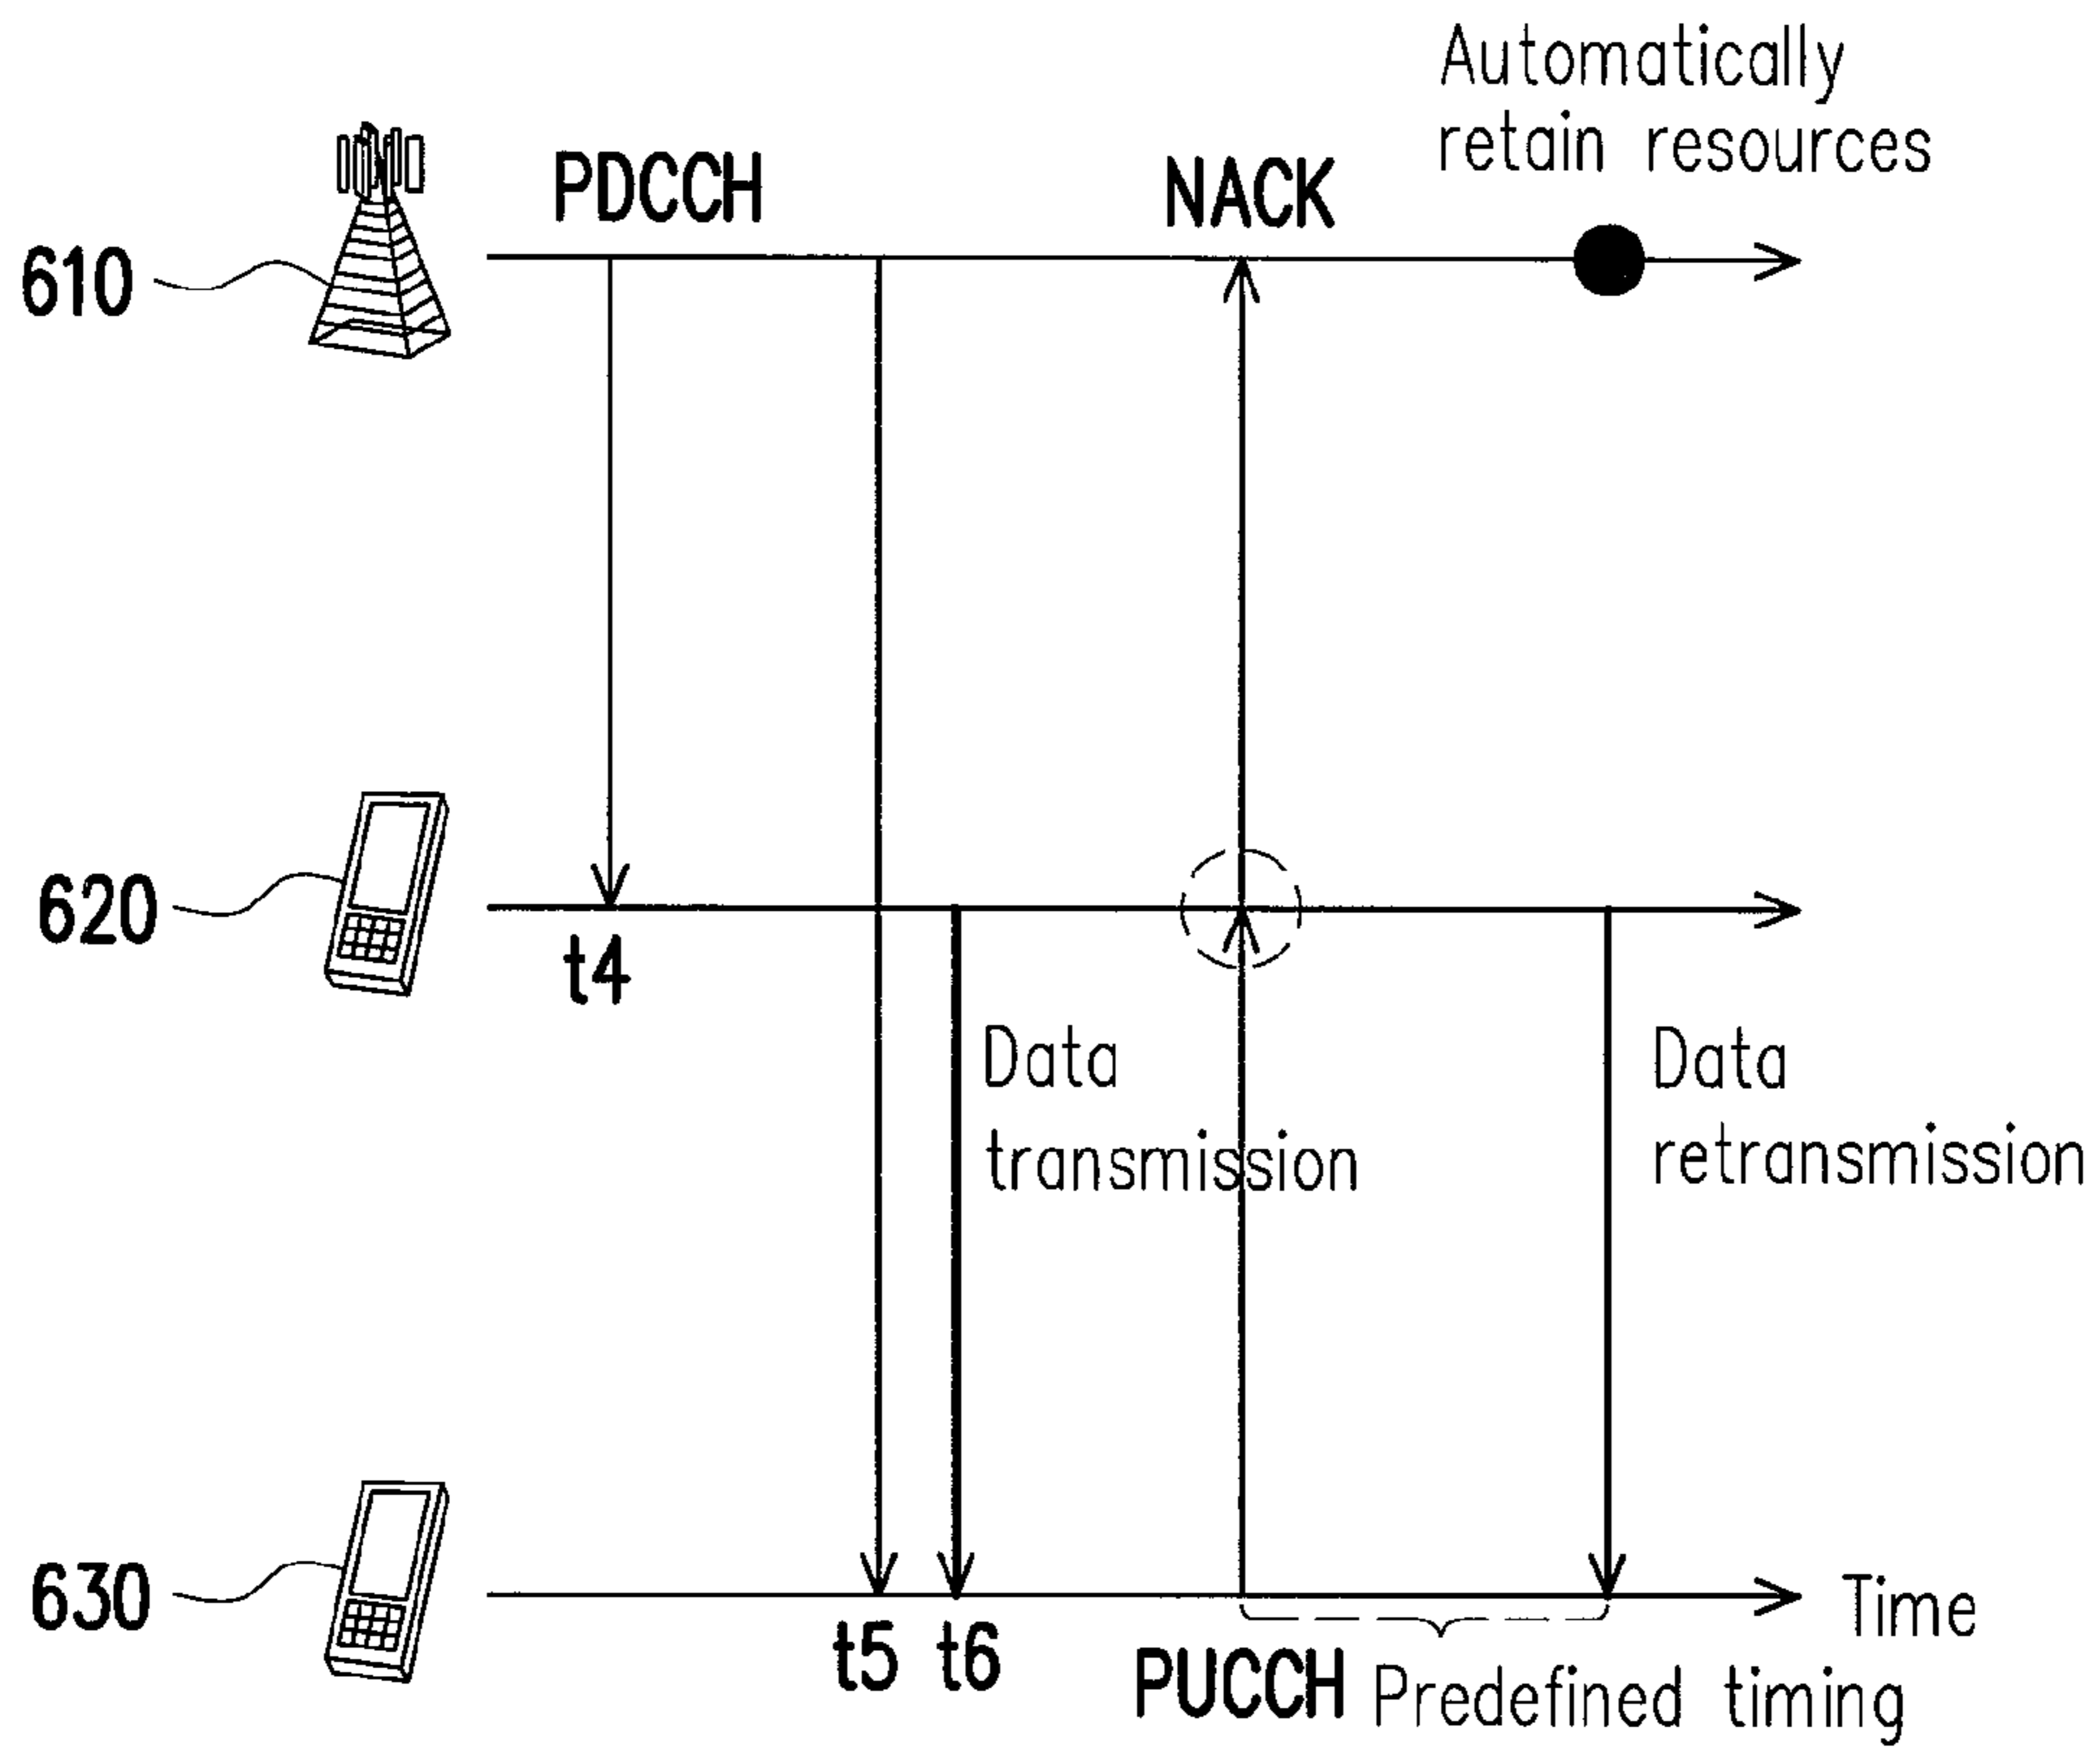 Automatically
retain resources
PDCCH
NACK
610
620
t4
Data
transmission
Data
retransmission
630
Time
t5
t6
PUCCH
Predefined timing